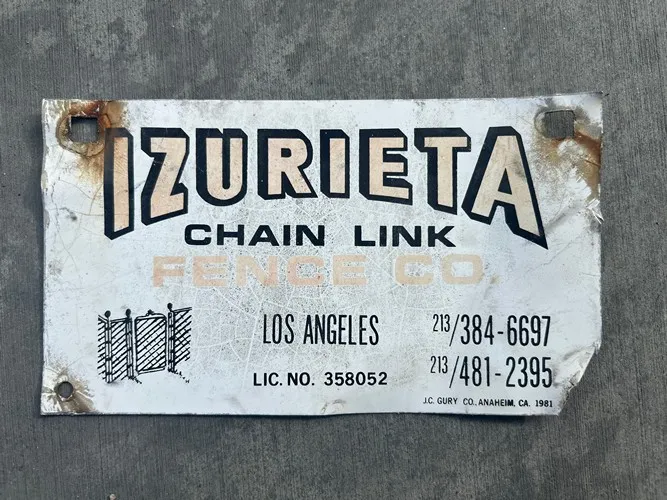 IZURIETA
CHAIN LINK
FENCE CO.
LOS ANGELES 213/384-6697
LIC. NO. 358052 213/481-2395
J.C. GURY CO., ANAHEIM, CA. 1981